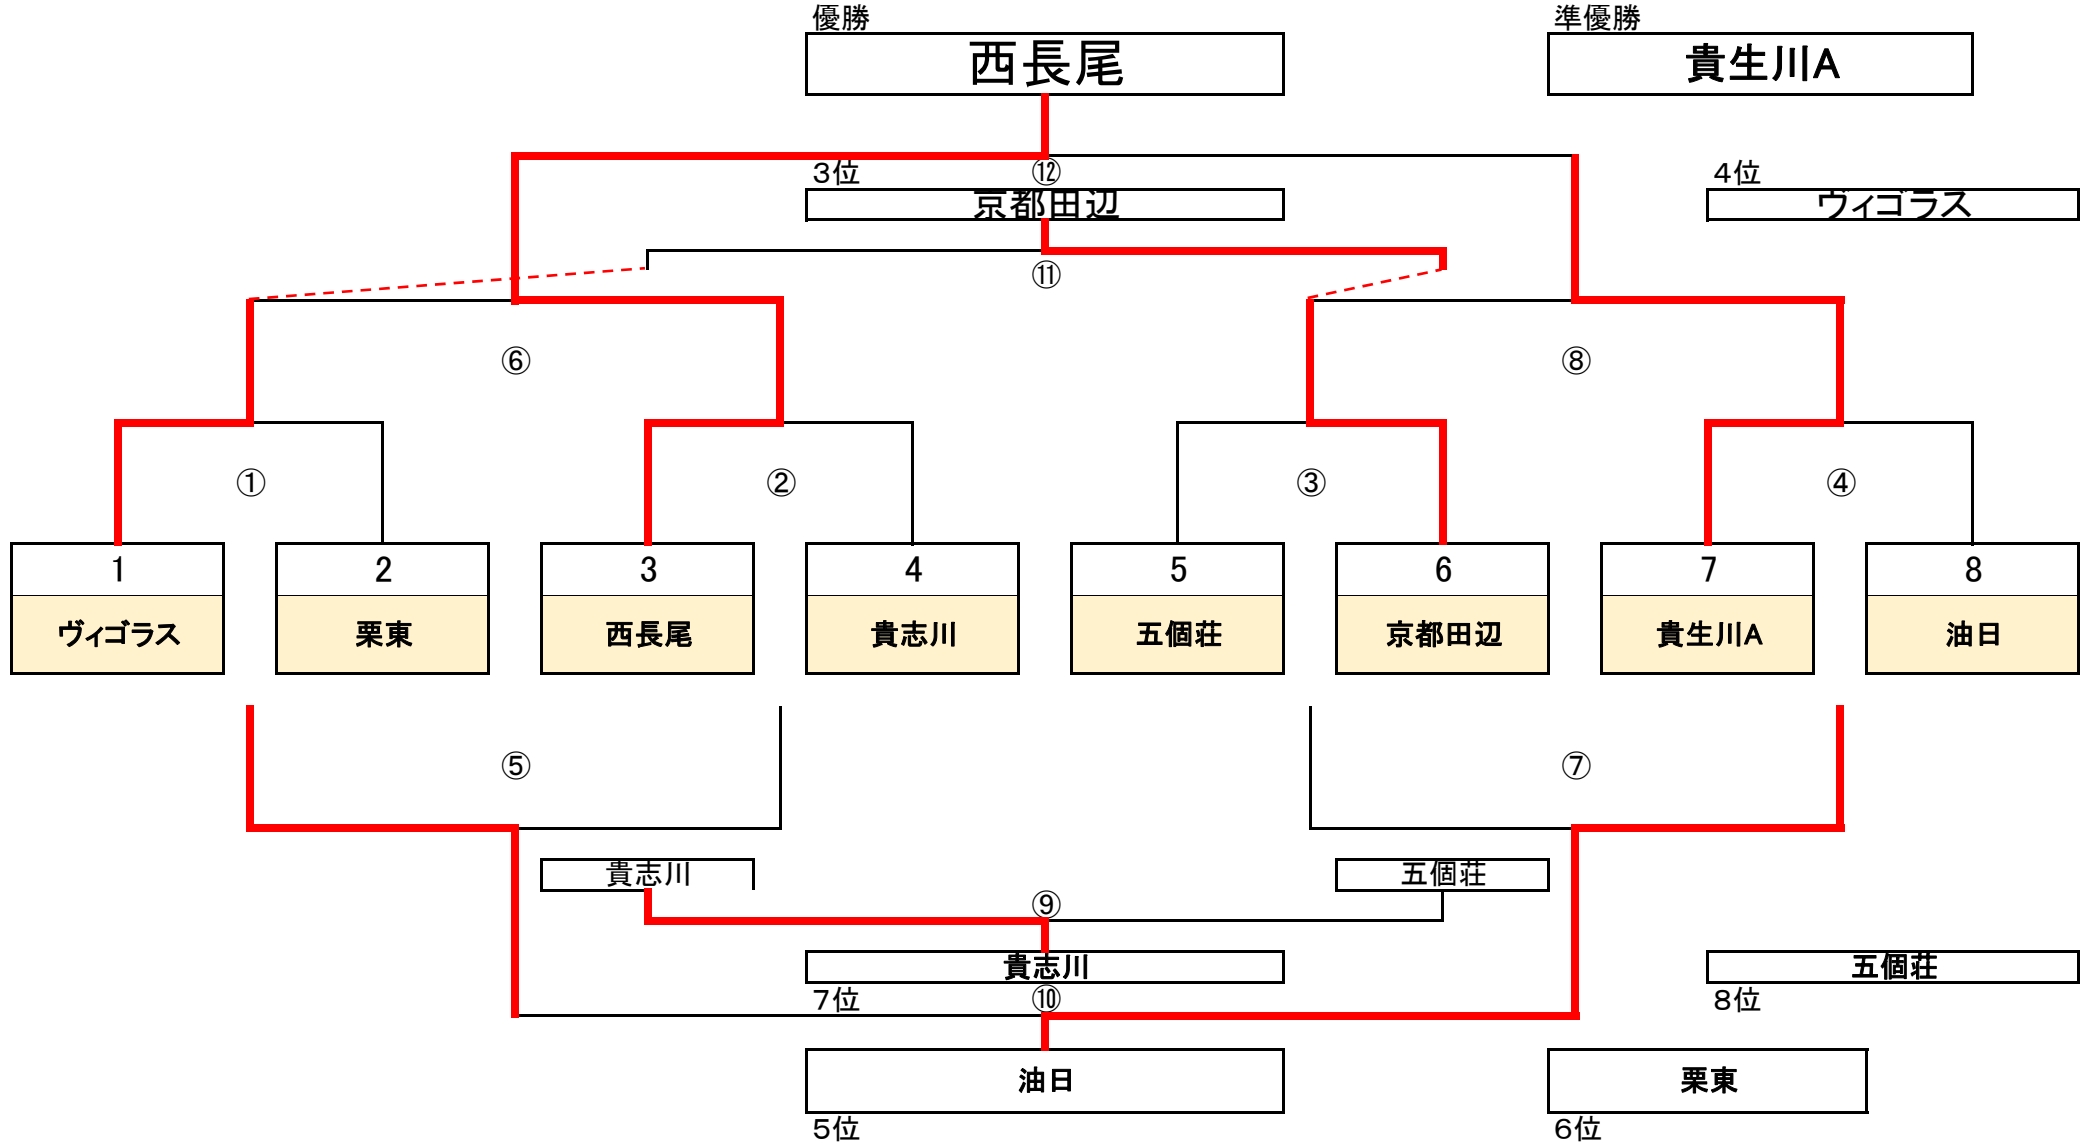 優勝
準優勝
西長尾
貴生川A
3位
⑫
4位
京都田辺
ヴィゴラス
⑪
⑥
⑧
①
②
③
④
1
2
3
4
5
6
7
8
ヴィゴラス
栗東
西長尾
貴志川
五個荘
京都田辺
貴生川A
油日
⑤
⑦
貴志川
五個荘
⑨
貴志川
五個荘
7位
⑩
8位
油日
栗東
5位
6位